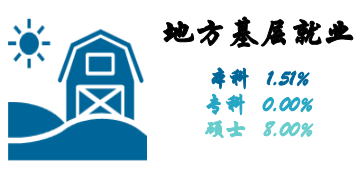 地方基层就业
本科 1.51%
专科 0.00%
硕士 8.00%